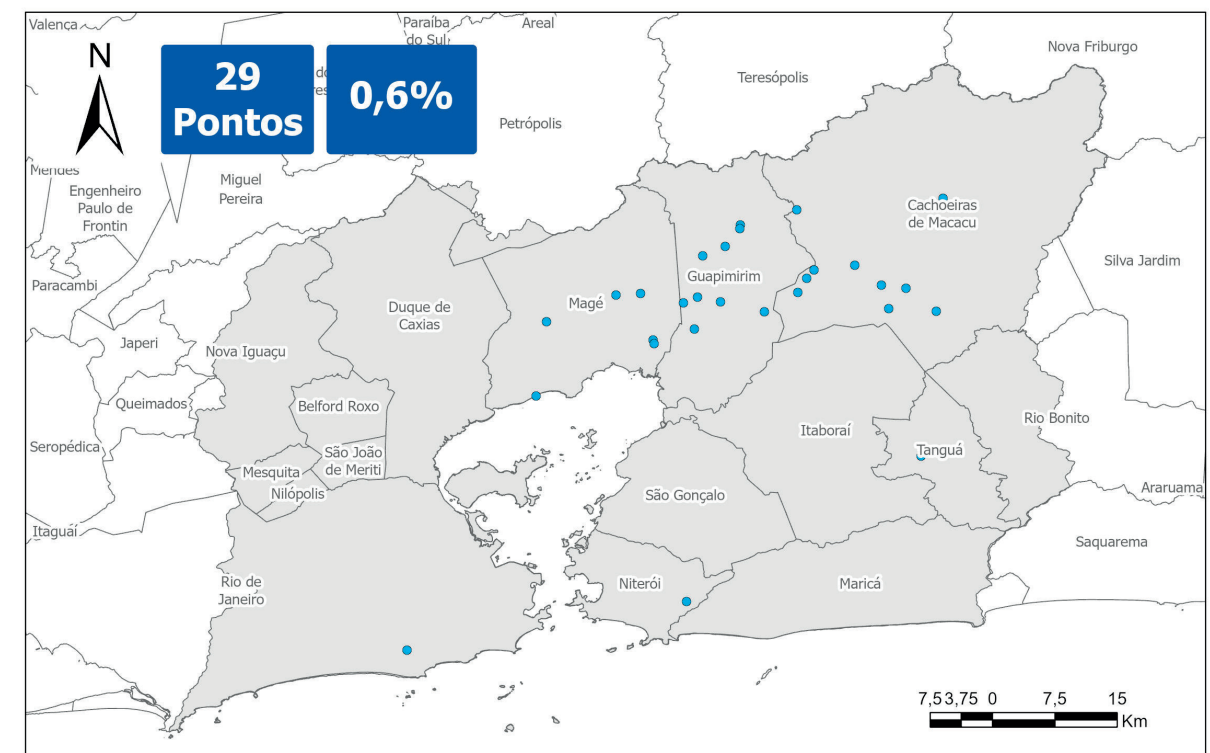 Valença
Paraíba
do Sul
Areal
Nova Friburgo
N
29
Pontos
0,6%
Teresópolis
Petrópolis
Mendes
Engenheiro
Paulo de
Frontin
Miguel
Pereira
Cachoeiras
de Macacu
Paracambi
Guapimirim
Silva Jardim
Duque de
Caxias
Magé
Japeri
Nova Iguaçu
Queimados
Belford Roxo
Rio Bonito
Itaboraí
Seropédica
São João
de Meriti
Tanguá
Mesquita
Nilópolis
São Gonçalo
Araruama
Itaguaí
Saquarema
Rio de
Janeiro
Niterói
Maricá
7,5 3,75 0 7,5 15
Km